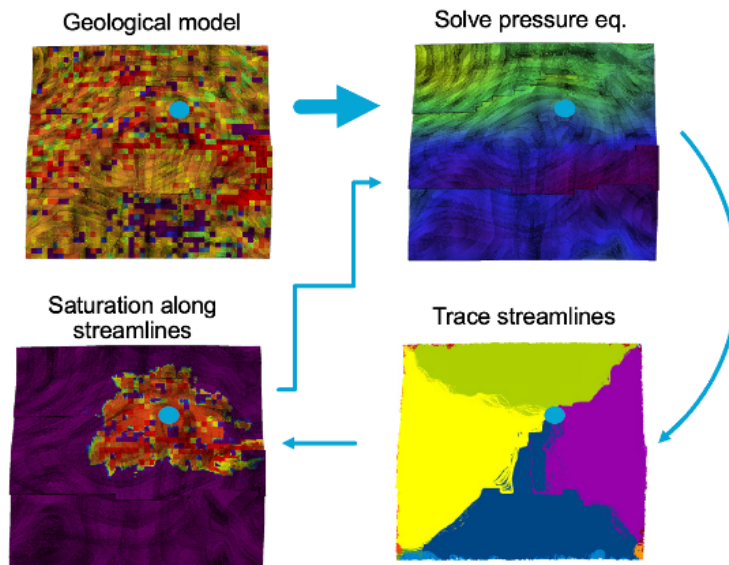 Geological model
Solve pressure eq.
Saturation along
streamlines
Trace streamlines